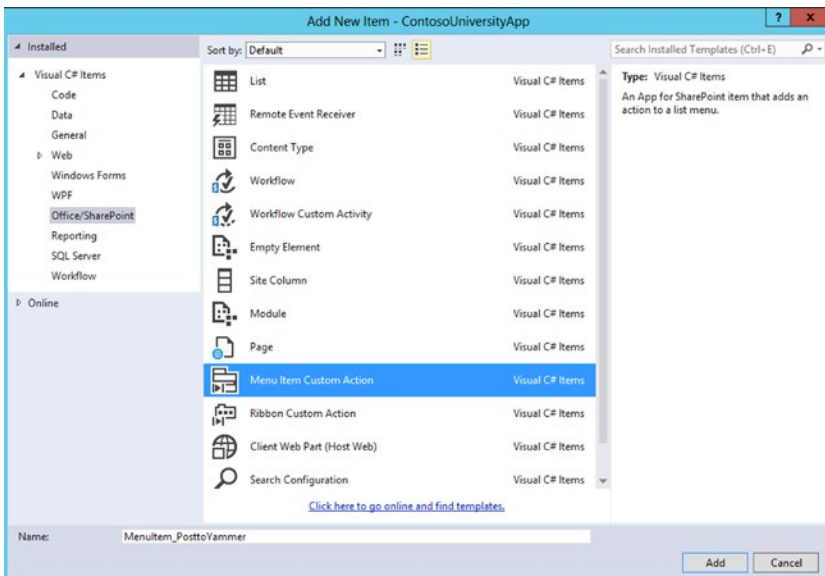 Add New Item - ContosoUniversityApp
? x
Installed
Sort by: Default
Search Installed Templates (Ctrl+E)
Visual C# Items
Code
Data
General
Web
Windows Forms
WPF
Office/SharePoint
Reporting
SQL Server
Workflow
Online
List Visual C# Items
Remote Event Receiver Visual C# Items
Content Type Visual C# Items
Workflow Visual C# Items
Workflow Custom Activity Visual C# Items
Empty Element Visual C# Items
Site Column Visual C# Items
Module Visual C# Items
Page Visual C# Items
Menu Item Custom Action Visual C# Items
Ribbon Custom Action Visual C# Items
Client Web Part (Host Web) Visual C# Items
Search Configuration Visual C# Items
Click here to go online and find templates.
Type: Visual C# Items
An App for SharePoint item that adds an
action to a list menu.
Name: MenuItem_PosttoYammer
Add Cancel